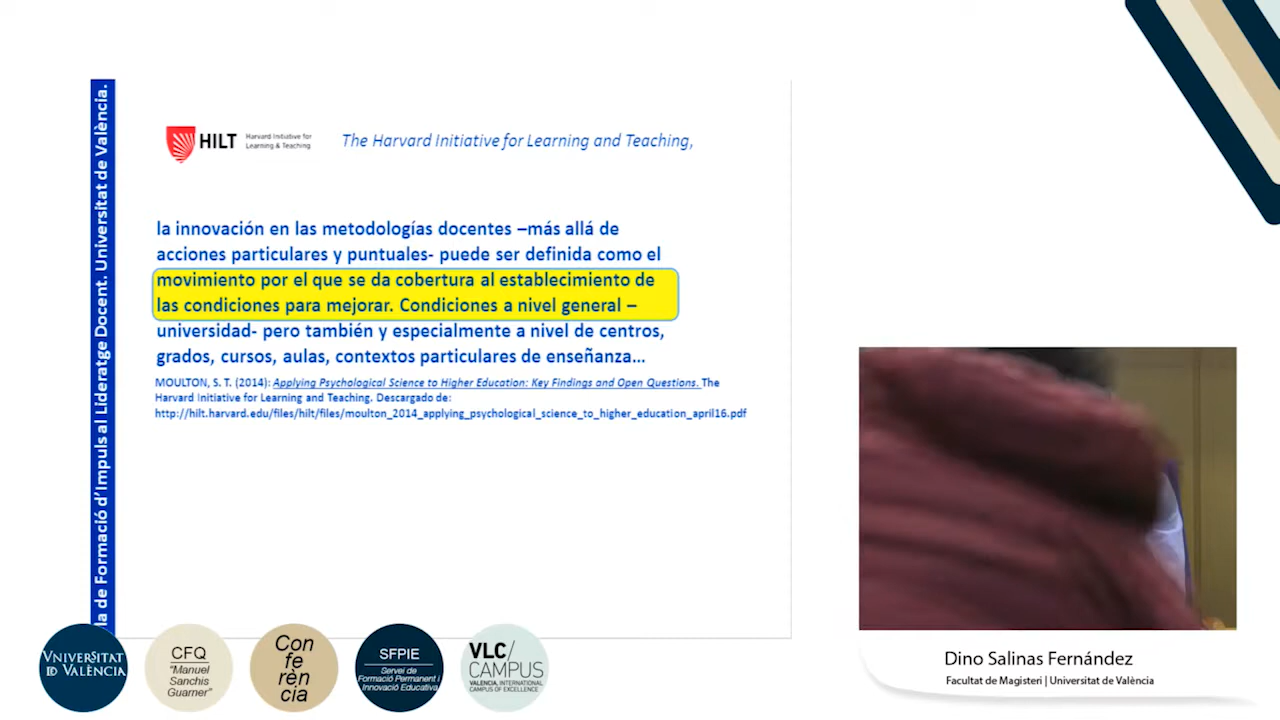 HILT
Harvard Initiative for
Learning & Teaching
The Harvard Initiative for Learning and Teaching,
la innovación en las metodologías docentes –más allá de
acciones particulares y puntuales- puede ser definida como el
movimiento por el que se da cobertura al establecimiento de
las condiciones para mejorar. Condiciones a nivel general –
universidad- pero también y especialmente a nivel de centros,
grados, cursos, aulas, contextos particulares de enseñanza...
MOULTON, S. T. (2014): Applying Psychological Science to Higher Education: Key Findings and Open Questions. The
Harvard Initiative for Learning and Teaching. Descargado de:
http://hilt.harvard.edu/files/hilt/files/moulton_2014_applying_psychological_science_to_higher_education_april16.pdf
de Formació d'Impuls al Lideratge Docent. Universitat de València.
Dino Salinas Fernández
Facultat de Magisteri | Universitat de València
VNIVERSITAT
DE VALÈNCIA
CFQ
"Manuel
Sanchis
Guarner"
Con
fe
rèn
cia
SFPIE
Servei de
Formació Permanent i
Innovació Educativa
VLC/
CAMPUS
VALENCIA, INTERNATIONAL
CAMPUS OF EXCELLENCE